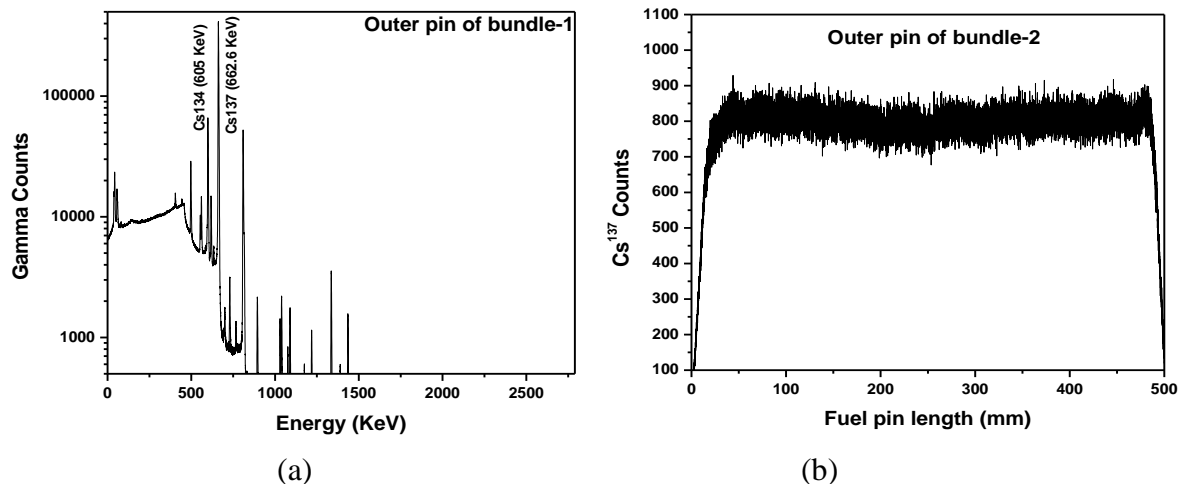 Outer pin of bundle-1
Cs134 (605 KeV)
Cs137 (662.6 KeV)
100000
10000
1000
Gamma Counts
0 500 1000 1500 2000 2500
Energy (KeV)
(a)
Outer pin of bundle-2
1100
1000
900
800
700
600
500
400
300
200
100
Cs¹³⁷ Counts
0 100 200 300 400 500
Fuel pin length (mm)
(b)